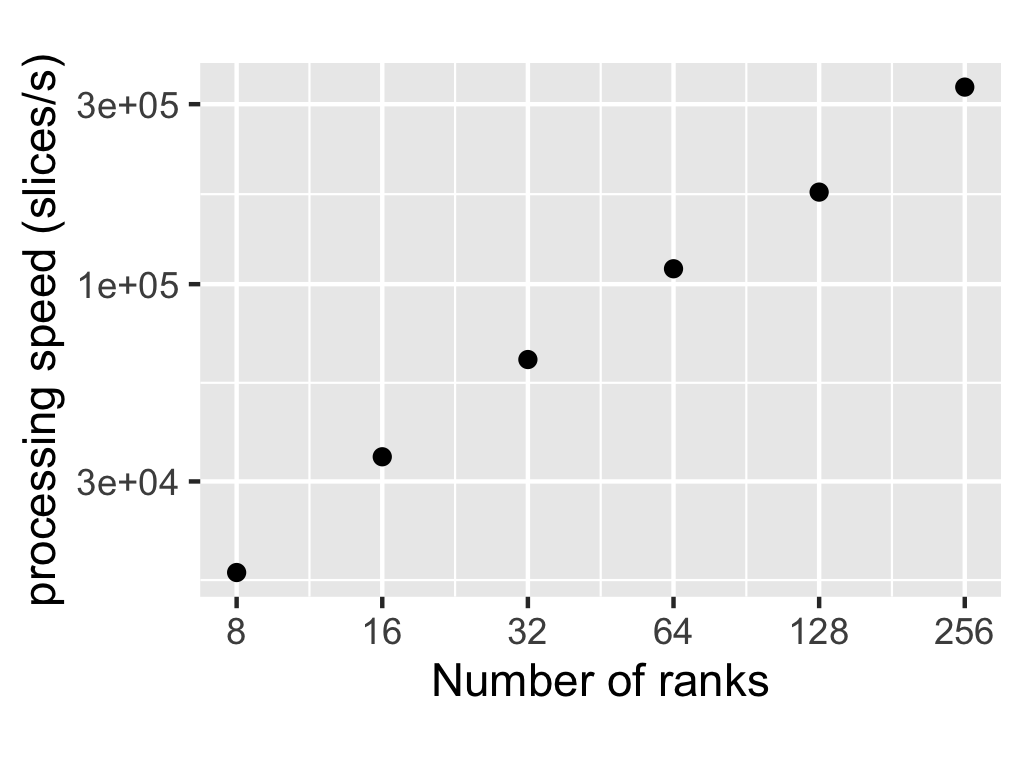 processing speed (slices/s)
3e+05
1e+05
3e+04
8 16 32 64 128 256
Number of ranks